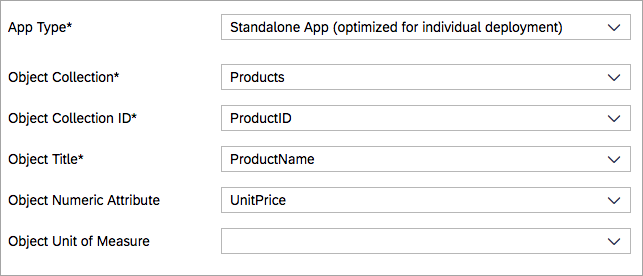 App Type* Standalone App (optimized for individual deployment)
Object Collection* Products
Object Collection ID* ProductID
Object Title* ProductName
Object Numeric Attribute UnitPrice
Object Unit of Measure